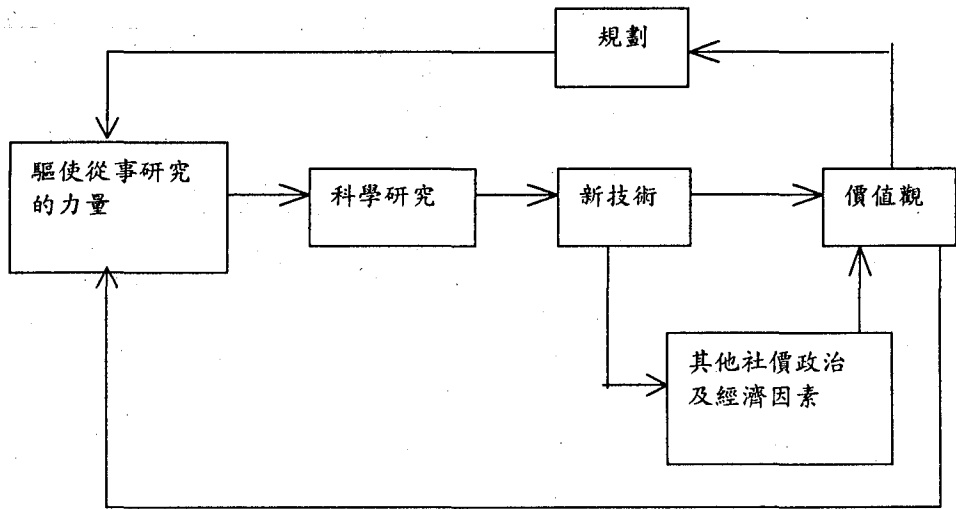 規劃
驅使從事研究
的力量
科學研究
新技術
價值觀
其他社價政治
及經濟因素